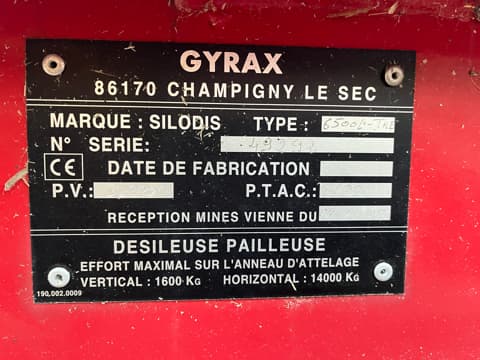 GYRAX
86170 CHAMPIGNY LE SEC
MARQUE : SILODIS TYPE :
N° SERIE:
CE DATE DE FABRICATION
P.V.: P.T.A.C.:
RECEPTION MINES VIENNE DU
DESILEUSE PAILLEUSE
EFFORT MAXIMAL SUR L'ANNEAU D'ATTELAGE
VERTICAL : 1600 KG HORIZONTAL : 14000 KG
190.002.0009